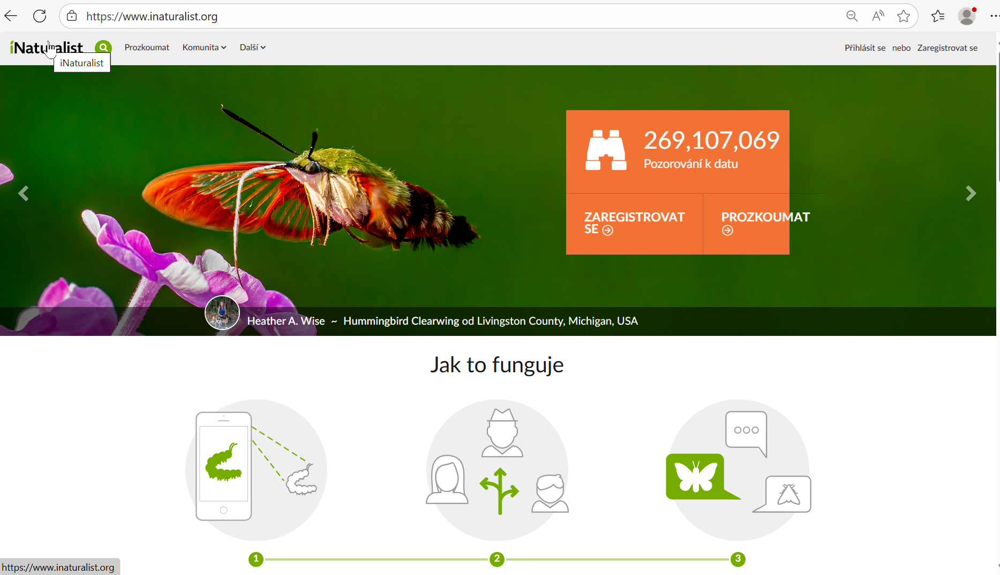 https://www.inaturalist.org
iNaturalist
Prozkoumat
Komunita
Další
Přihlásit se nebo Zaregistrovat se
iNaturalist
269,107,069
Pozorování k datu
ZAREGISTROVAT
SE
PROZKOUMAT
Heather A. Wise ~ Hummingbird Clearwing od Livingston County, Michigan, USA
Jak to funguje
1
2
3
https://www.inaturalist.org